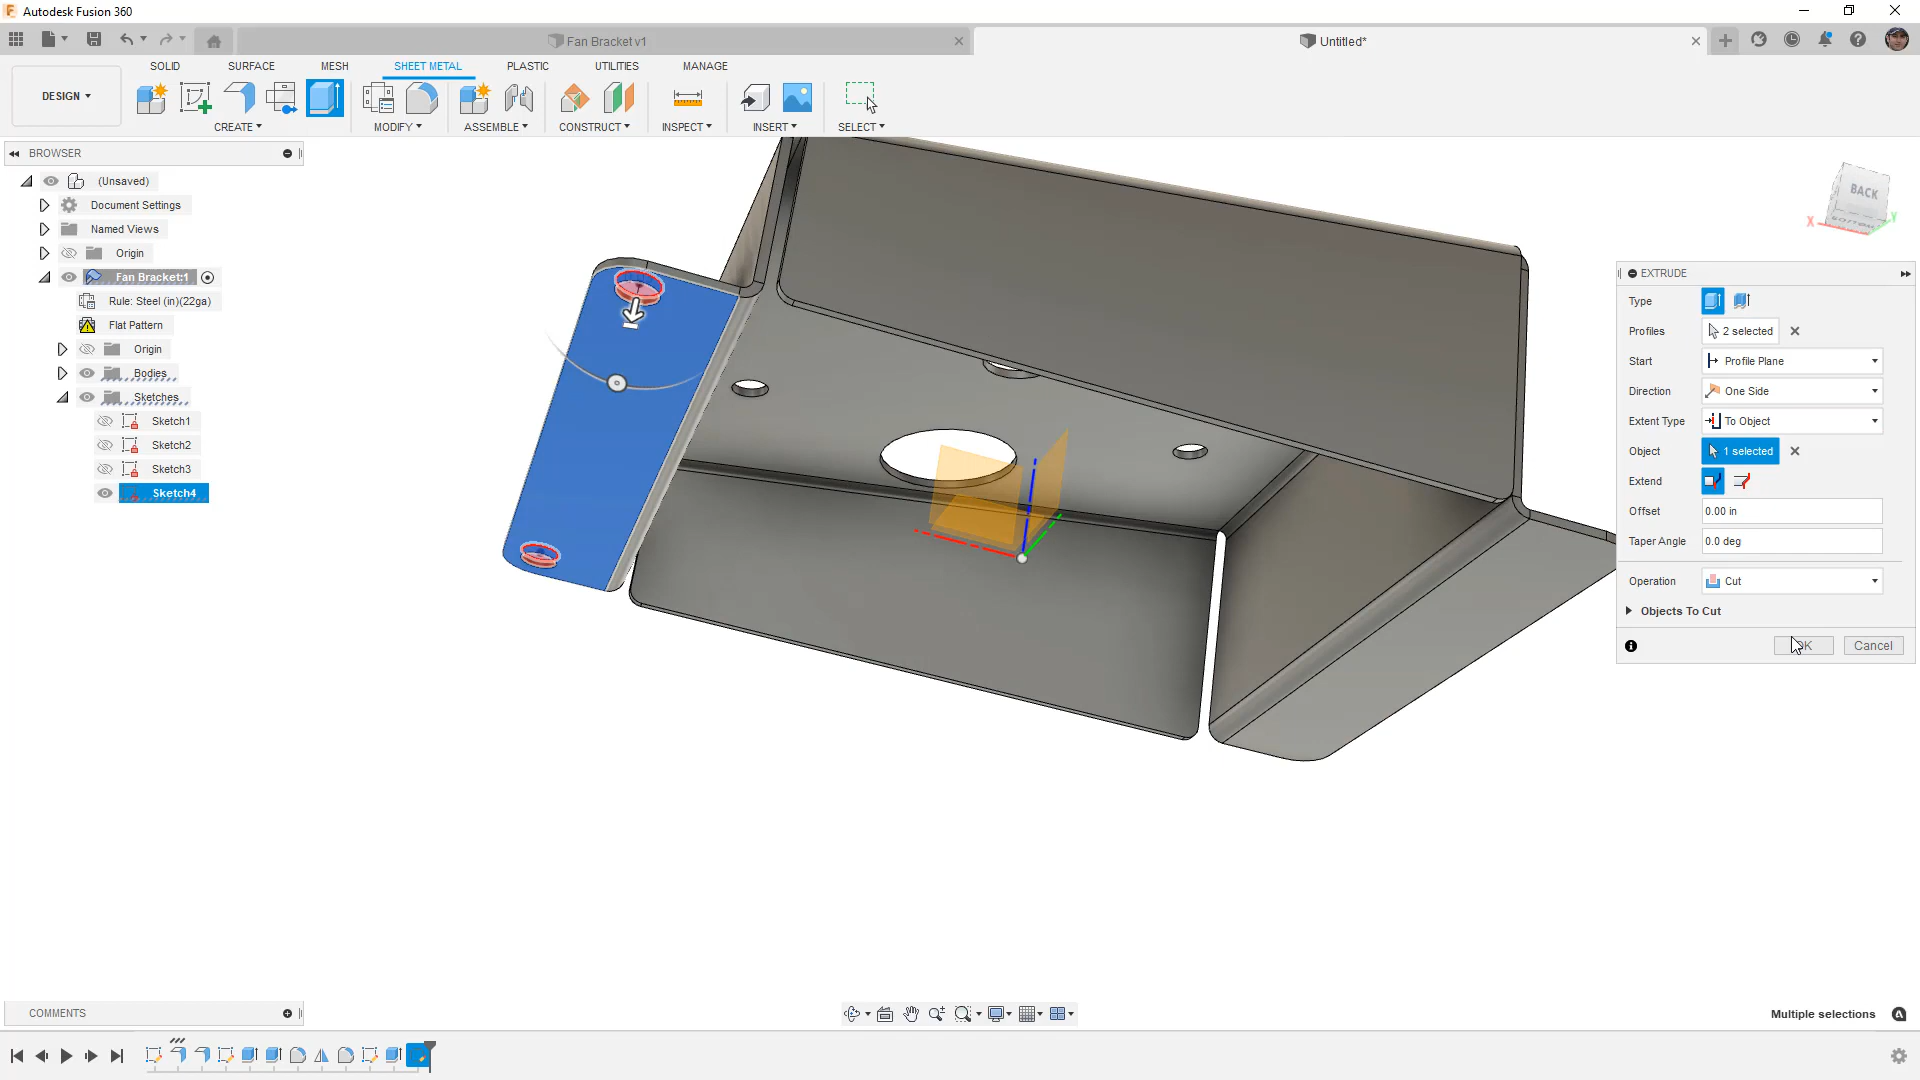 Autodesk Fusion 360
Fan Bracket v1
Untitled*
DESIGN
SOLID
SURFACE
MESH
SHEET METAL
PLASTIC
UTILITIES
MANAGE
CREATE
MODIFY
ASSEMBLE
CONSTRUCT
INSPECT
INSERT
SELECT
BROWSER
(Unsaved)
Document Settings
Named Views
Origin
Fan Bracket:1
Rule: Steel (in)(22ga)
Flat Pattern
Origin
Bodies
Sketches
Sketch1
Sketch2
Sketch3
Sketch4
BACK
BOTTOM
X
Y
EXTRUDE
Type
Profiles 2 selected
Start Profile Plane
Direction One Side
Extent Type To Object
Object 1 selected
Extend
Offset 0.00 in
Taper Angle 0.0 deg
Operation Cut
Objects To Cut
OK Cancel
COMMENTS
Multiple selections